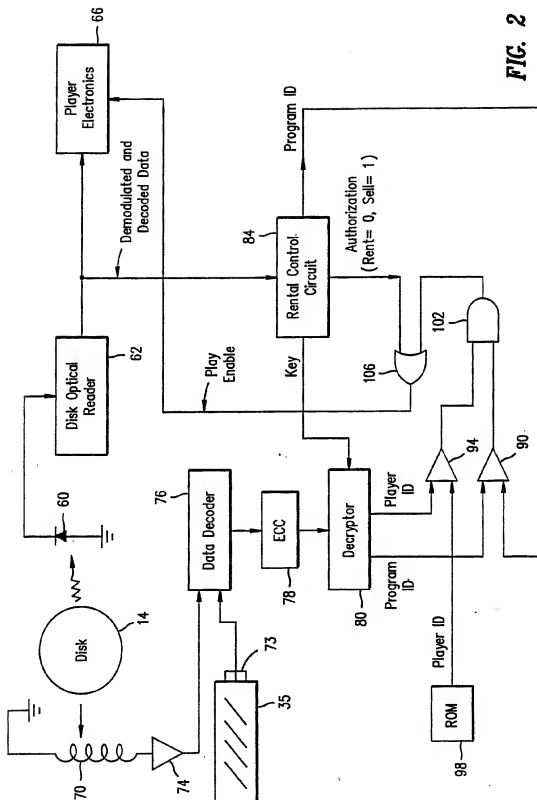 66
Player
Electronics
Demodulated and
Decoded Data
62
Disk Optical
Reader
60
14
Disk
70
74
Play
Enable
84
Rental Control
Circuit
Program ID
Authorization
(Rent= 0, Sell= 1)
Key
106
102
76
Data Decoder
78
ECC
80
Decryptor
73
35
Player ID
Program ID
94
90
Player ID
ROM
98
FIG. 2